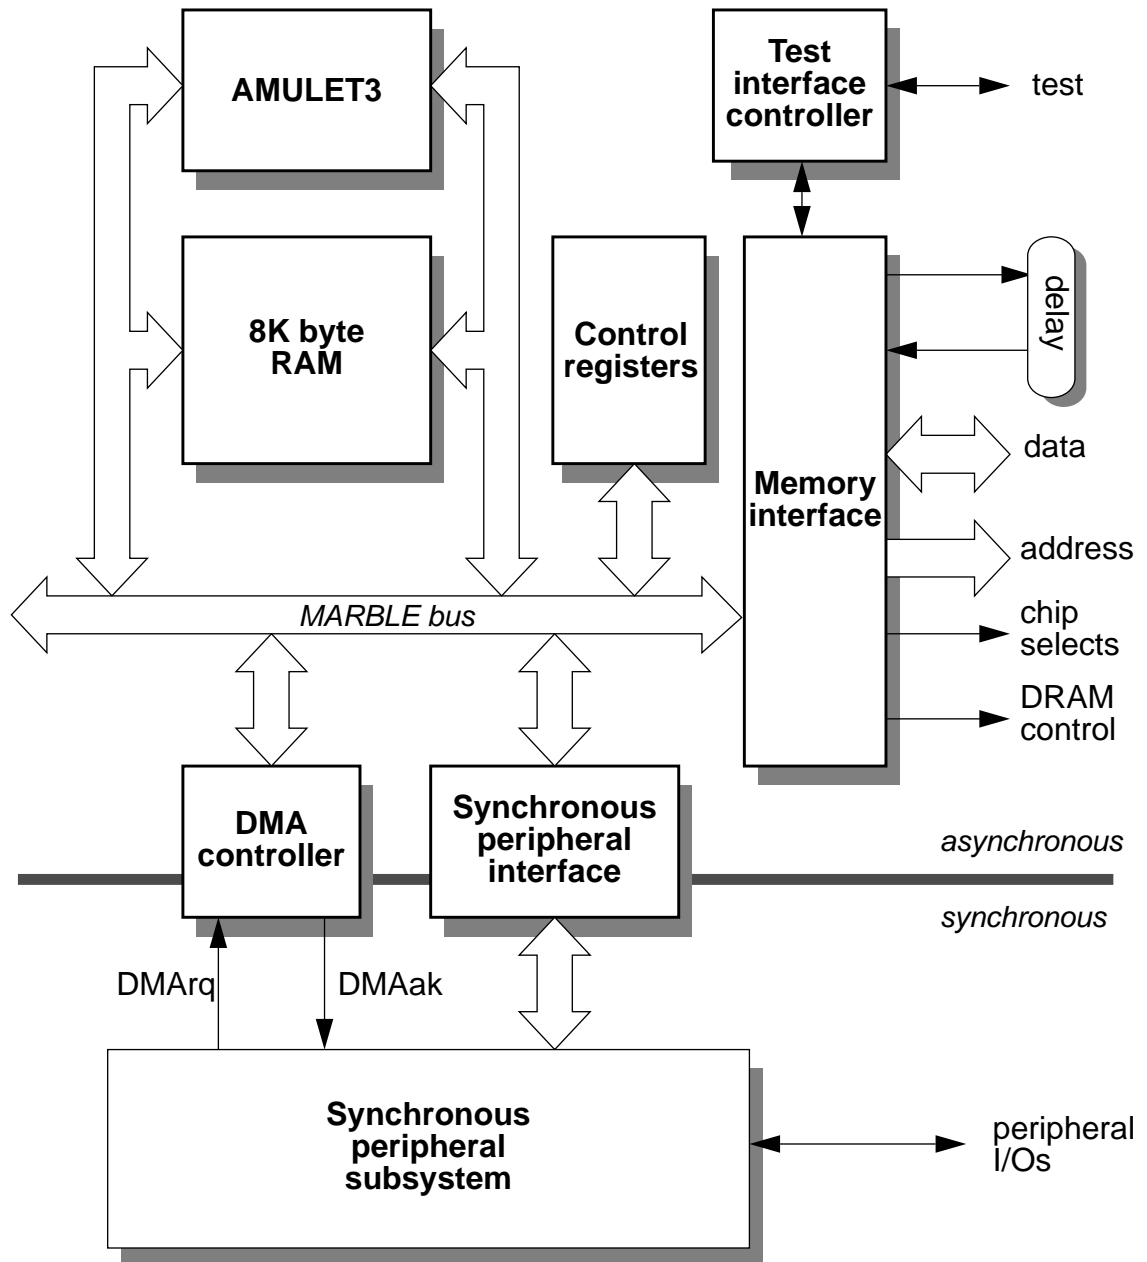 AMULET3
Test
interface
controller
test
8K byte
RAM
Control
registers
delay
Memory
interface
data
address
chip
selects
DRAM
control
MARBLE bus
DMA
controller
Synchronous
peripheral
interface
asynchronous
synchronous
DMArq
DMAak
Synchronous
peripheral
subsystem
peripheral
I/Os